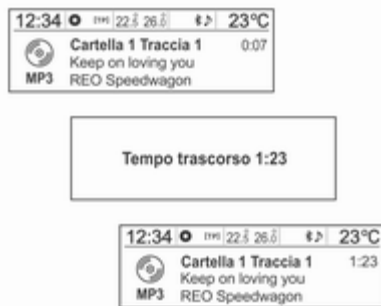 12:34 22.5 26.0 23°C
Cartella 1 Traccia 1 0:07
Keep on loving you
MP3 REO Speedwagon
Tempo trascorso 1:23
12:34 22.5 26.0 23°C
Cartella 1 Traccia 1 1:23
Keep on loving you
MP3 REO Speedwagon